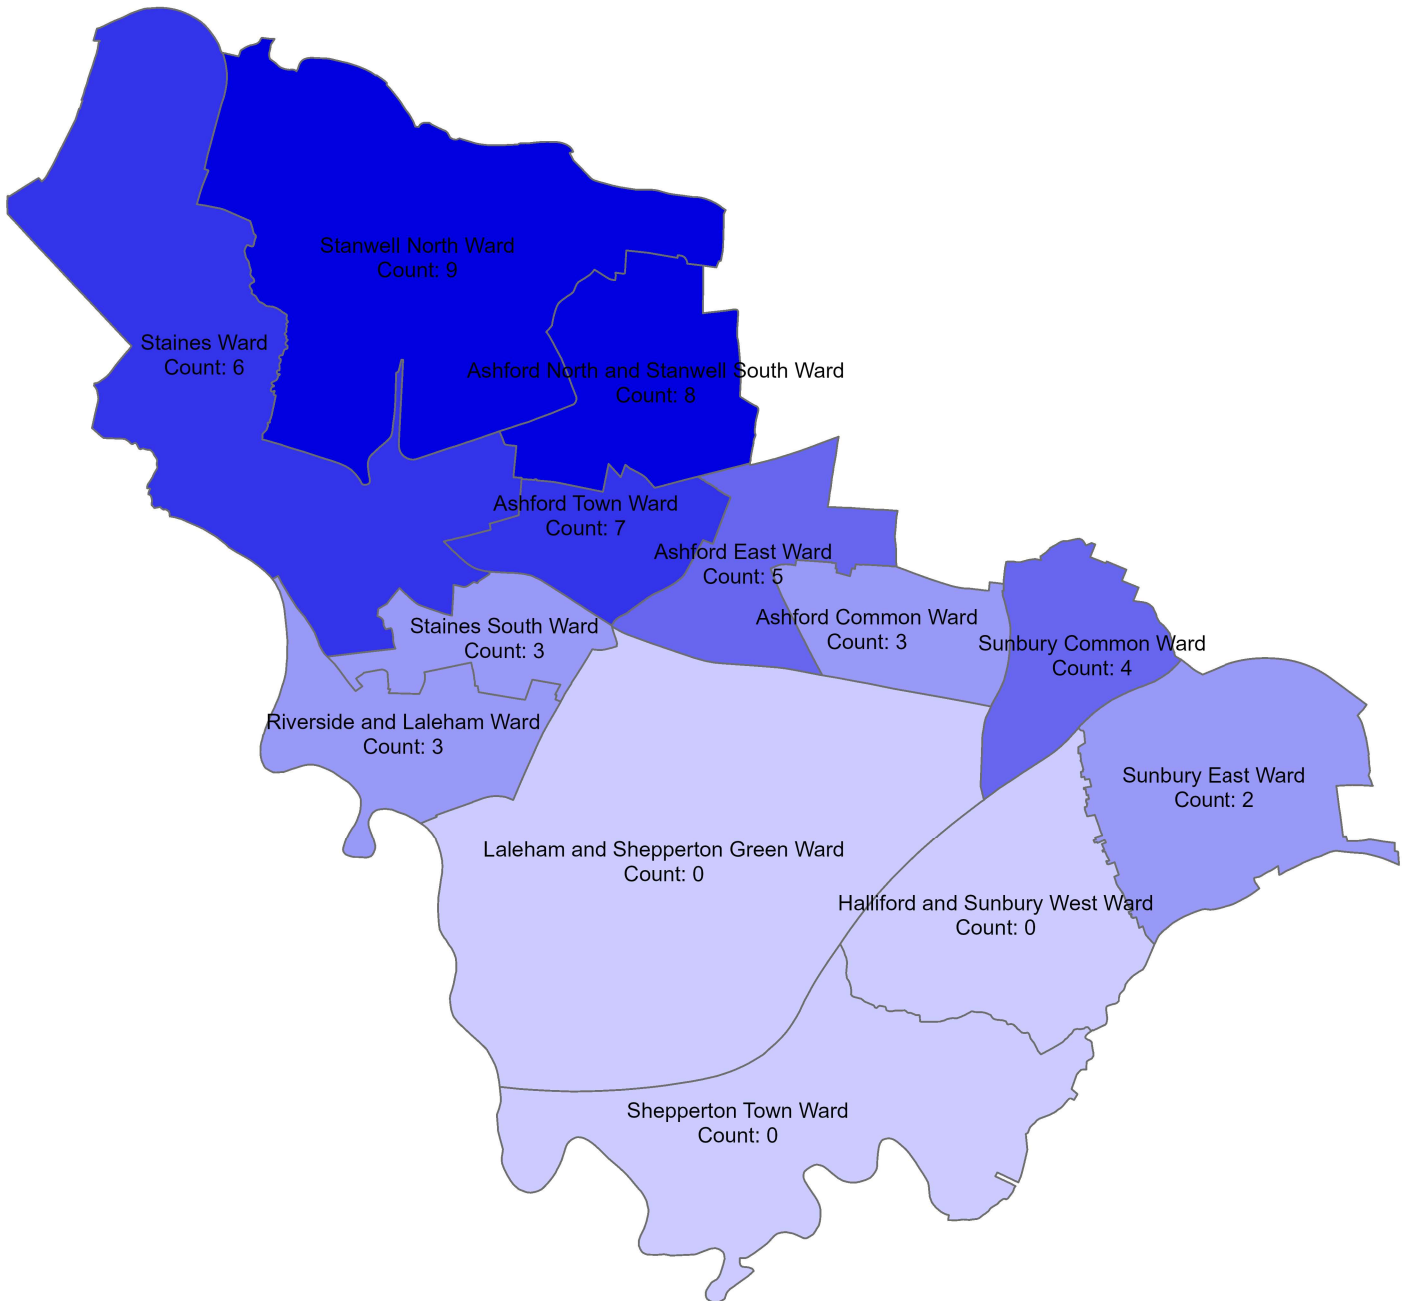 Stanwell North Ward
Count: 9
Staines Ward
Count: 6
Ashford North and Stanwell South Ward
Count: 8
Ashford Town Ward
Count: 7
Ashford East Ward
Count: 5
Ashford Common Ward
Count: 3
Staines South Ward
Count: 3
Sunbury Common Ward
Count: 4
Riverside and Laleham Ward
Count: 3
Sunbury East Ward
Count: 2
Laleham and Shepperton Green Ward
Count: 0
Halliford and Sunbury West Ward
Count: 0
Shepperton Town Ward
Count: 0